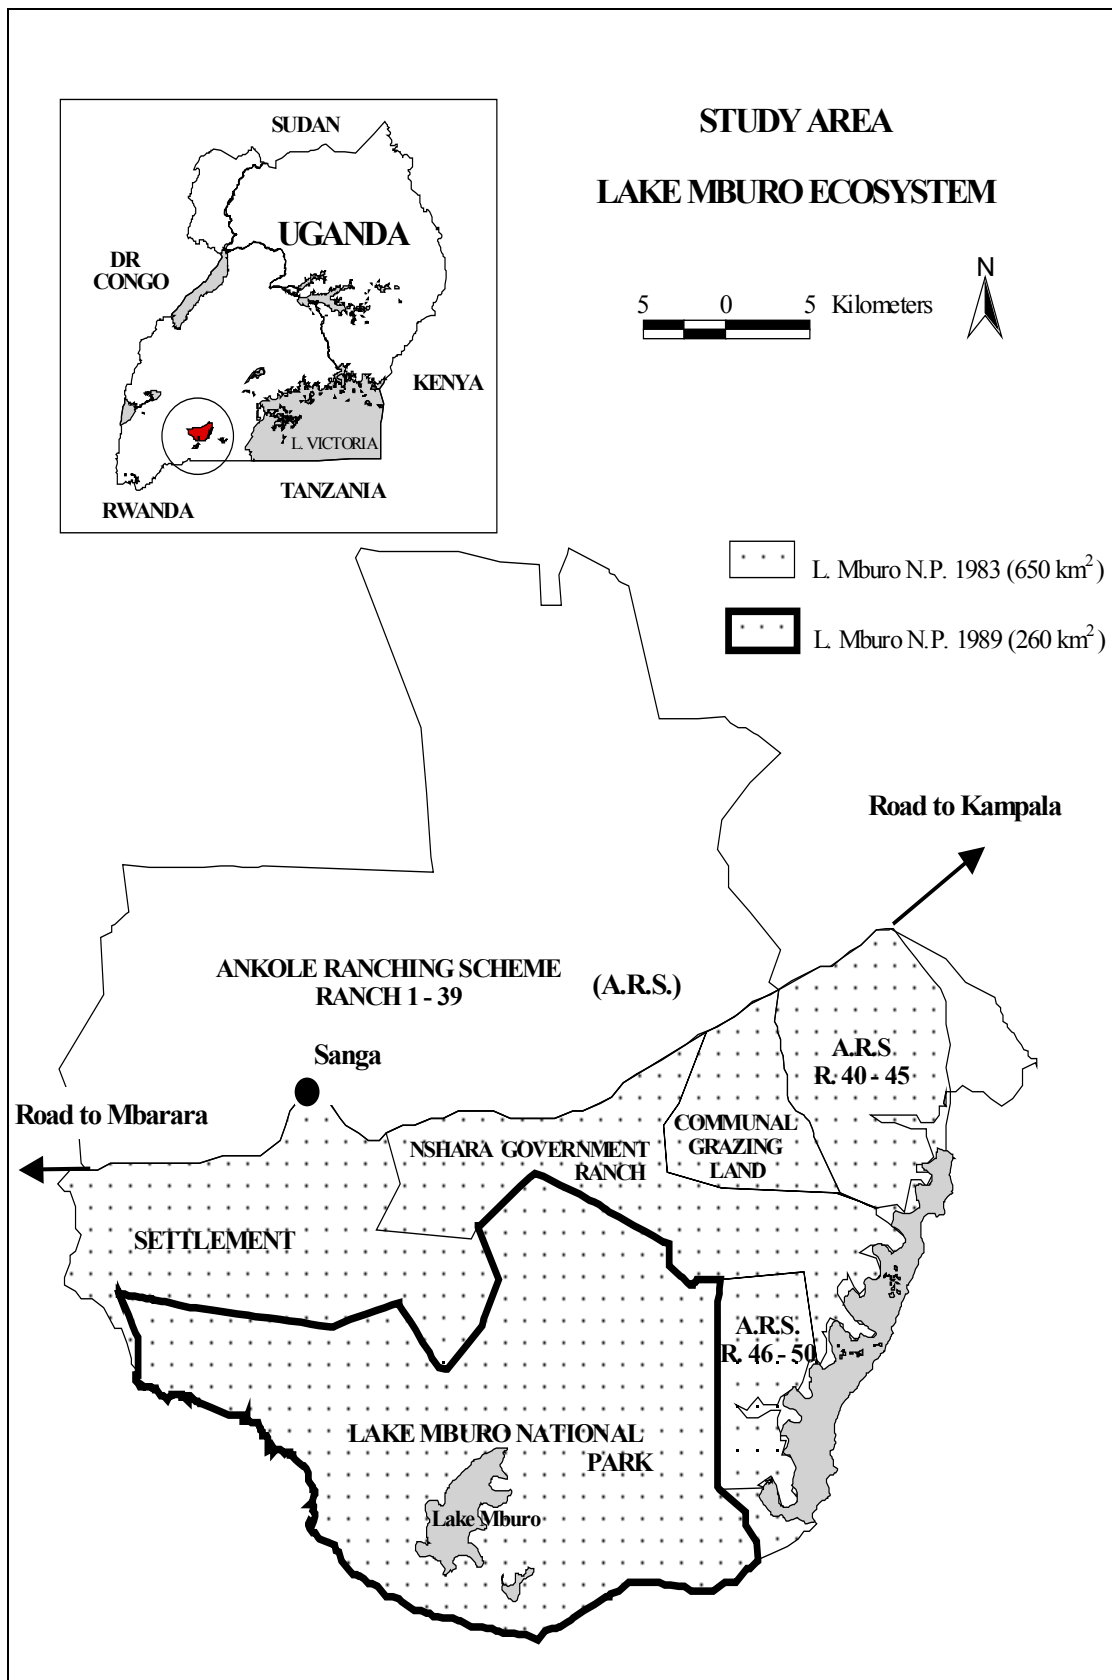 STUDY AREA
LAKE MBURO ECOSYSTEM
SUDAN
UGANDA
DR
CONGO
KENYA
L. VICTORIA
TANZANIA
RWANDA
N
5 0 5 Kilometers
L. Mburo N.P. 1983 (650 km²)
L. Mburo N.P. 1989 (260 km²)
Road to Kampala
ANKOLE RANCHING SCHEME (A.R.S.)
RANCH 1 - 39
Sanga
A.R.S
R. 40 - 45
Road to Mbarara
COMMUNAL
GRAZING
LAND
NSHARA GOVERNMENT
RANCH
SETTLEMENT
A.R.S.
R. 46 - 50
LAKE MBURO NATIONAL
PARK
Lake Mburo